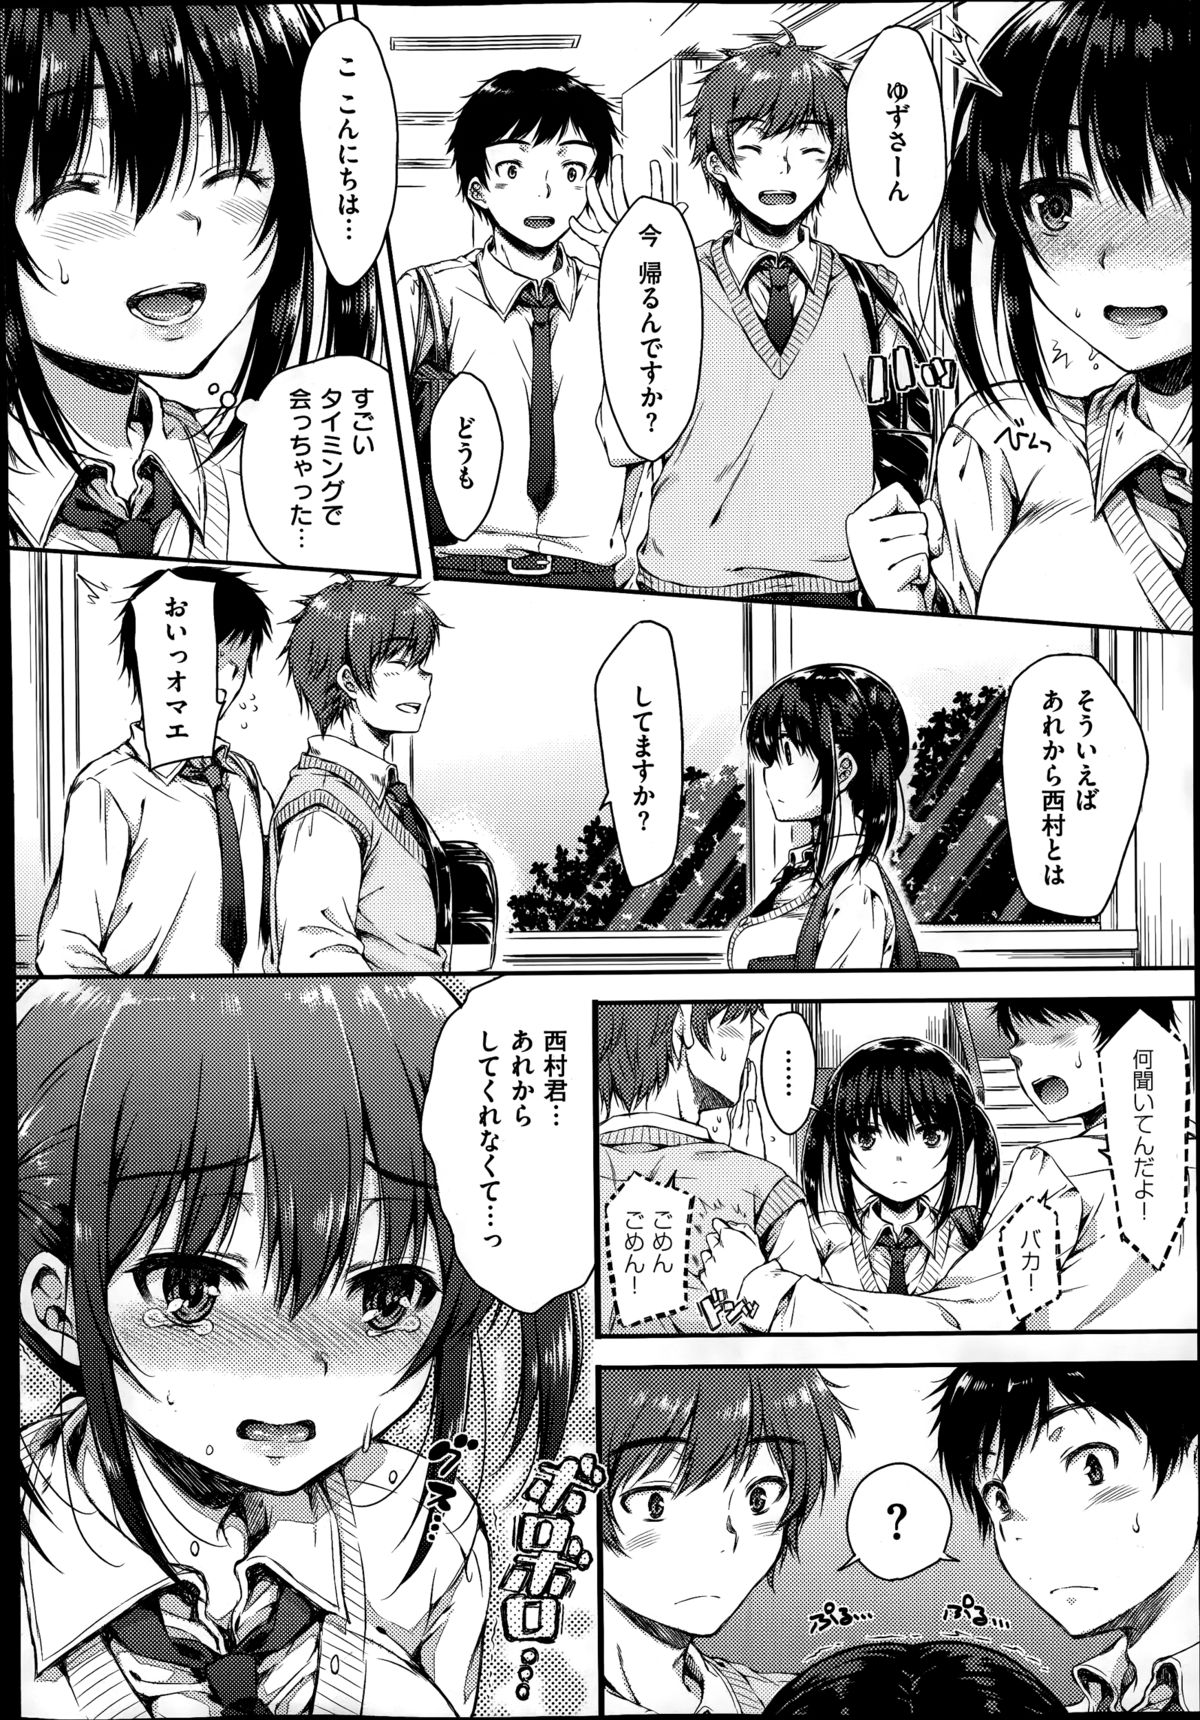 ゆずさーん
びくっ
今 帰るんですか?
どうも
こ こんにちは…
すごい
タイミングで
会っちゃった…
そういえば
あれから西村とは
してますか?
おいっオマエ
何聞いてんだよ!
バカ!
………
ごめん
ごめん!
ドンッ
?
ぷる…
ぷる…
西村君…
あれから
してくれなくて…っ
グス…
ボロボロ…